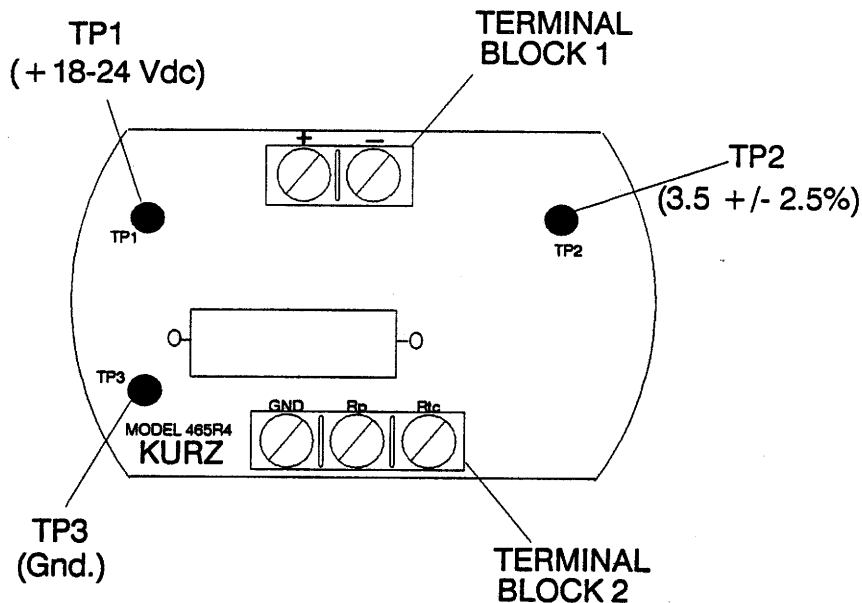 TP1
(+18-24 Vdc)
TERMINAL
BLOCK 1
+ −
TP2
(3.5 +/- 2.5%)
TP1
TP2
TP3
GND Rp Rtc
MODEL 465R4
KURZ
TP3
(Gnd.)
TERMINAL
BLOCK 2